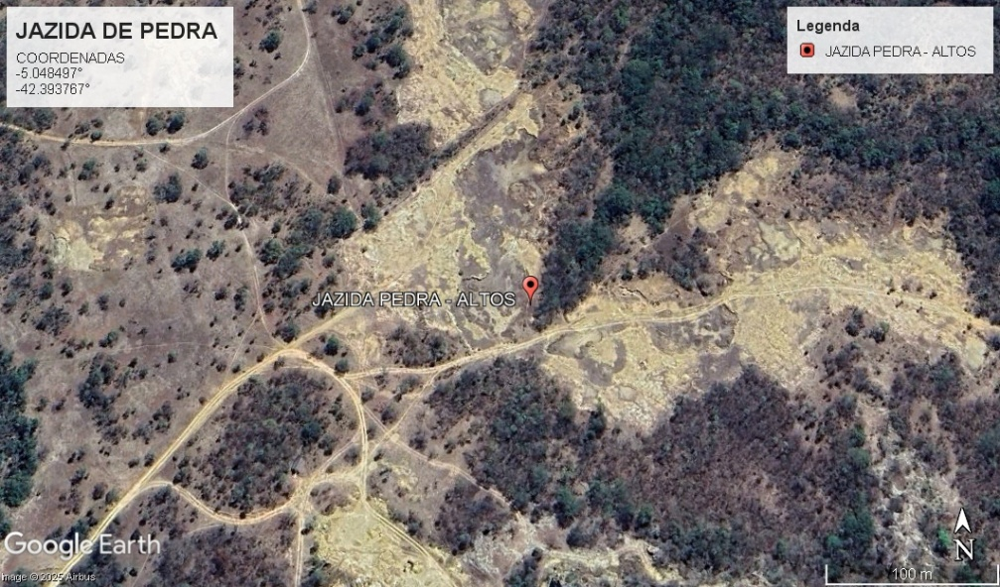 JAZIDA DE PEDRA
COORDENADAS
-5.048497°
-42.393767°
Legenda
JAZIDA PEDRA - ALTOS
JAZIDA PEDRA - ALTOS
Google Earth
Image © 2025 Airbus
N
100 m